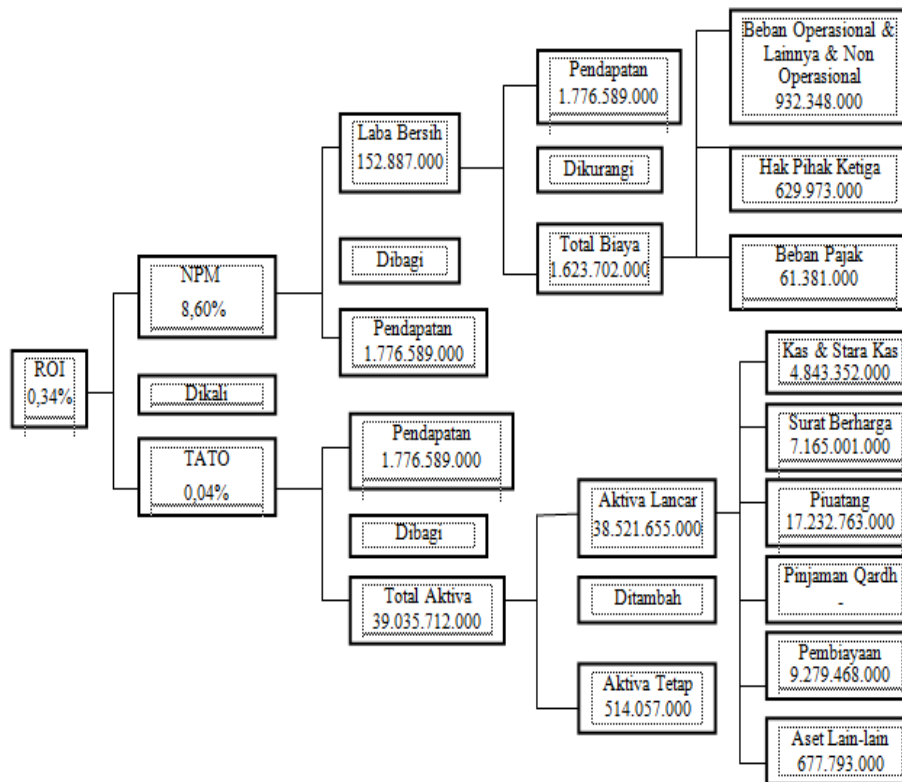 Beban Operasional &
Lainnya & Non
Operasional
932.348.000
Pendapatan
1.776.589.000
Laba Bersih
152.887.000
Dikurangi
Hak Pihak Ketiga
629.973.000
Total Biaya
1.623.702.000
Beban Pajak
61.381.000
NPM
8,60%
Dibagi
Pendapatan
1.776.589.000
ROI
0,34%
Dikali
TATO
0,04%
Pendapatan
1.776.589.000
Dibagi
Total Aktiva
39.035.712.000
Aktiva Lancar
38.521.655.000
Ditambah
Aktiva Tetap
514.057.000
Kas & Stara Kas
4.843.352.000
Surat Berharga
7.165.001.000
Piuatang
17.232.763.000
Pinjaman Qardh
-
Pembiayaan
9.279.468.000
Aset Lain-lain
677.793.000